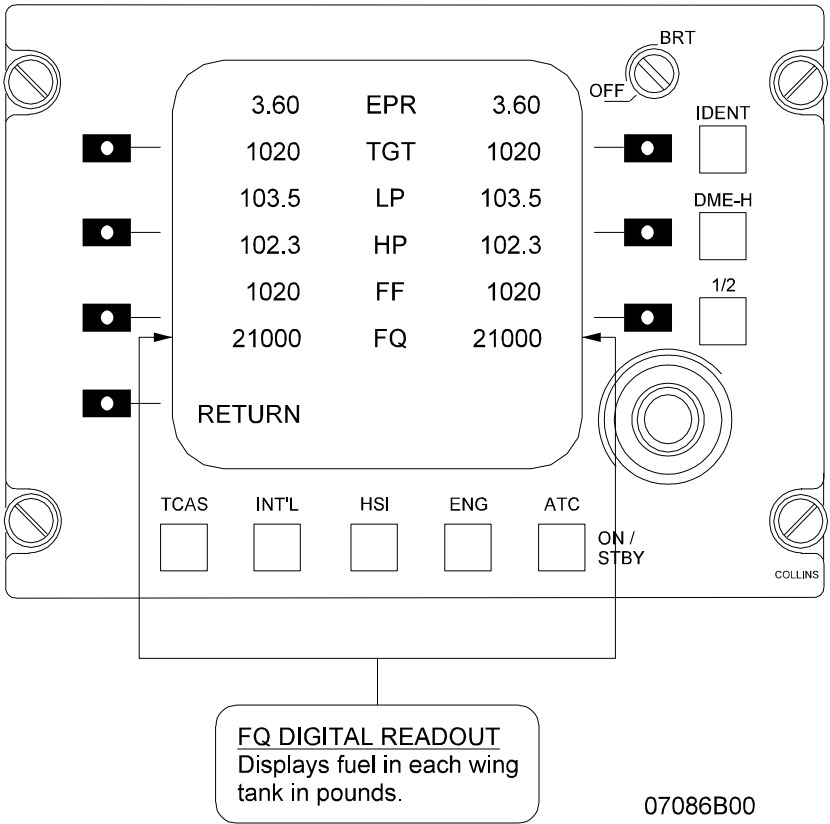 BRT
OFF
3.60 EPR 3.60
IDENT
1020 TGT 1020
103.5 LP 103.5
DME-H
102.3 HP 102.3
1020 FF 1020
1/2
21000 FQ 21000
RETURN
TCAS INT'L HSI ENG ATC
ON /
STBY
COLLINS
FQ DIGITAL READOUT
Displays fuel in each wing
tank in pounds.
07086B00